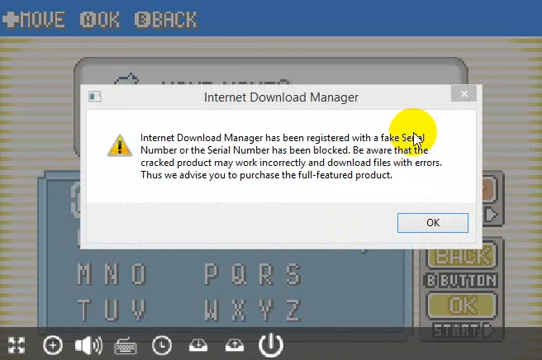 MOVE A OK B BACK
Internet Download Manager
Internet Download Manager has been registered with a fake Serial
Number or the Serial Number has been blocked. Be aware that the
cracked product may work incorrectly and download files with errors.
Thus we advise you to purchase the full-featured product.
OK
M N O P Q R S
T U V W X Y Z
BACK
B BUTTON
OK
START